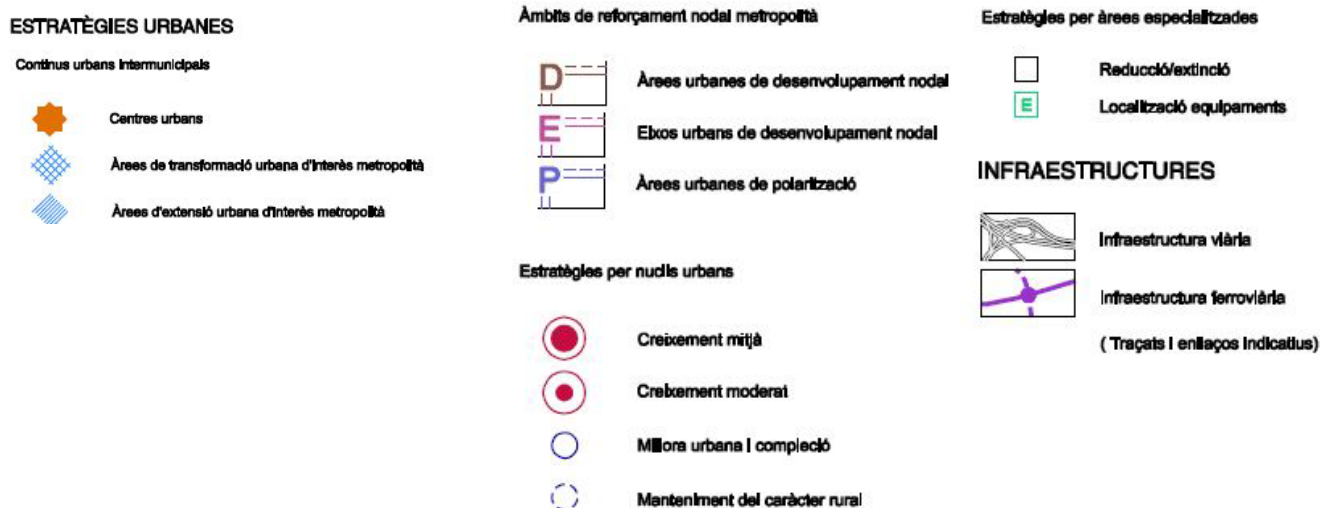 ESTRATÈGIES URBANES
Continus urbans intermunicipals
Centres urbans
Àrees de transformació urbana d'interès metropolità
Àrees d'extensió urbana d'interès metropolità
Àmbits de reforçament nodal metropolità
D
Àrees urbanes de desenvolupament nodal
E
Eixos urbans de desenvolupament nodal
P
Àrees urbanes de polarització
Estratègies per nuclis urbans
Creixement mitjà
Creixement moderat
Millora urbana i compleció
Manteniment del caràcter rural
Estratègies per àrees especialitzades
Reducció/extinció
E
Localització equipaments
INFRAESTRUCTURES
Infraestructura viària
Infraestructura ferroviària
( Traçats i enllaços indicatius)